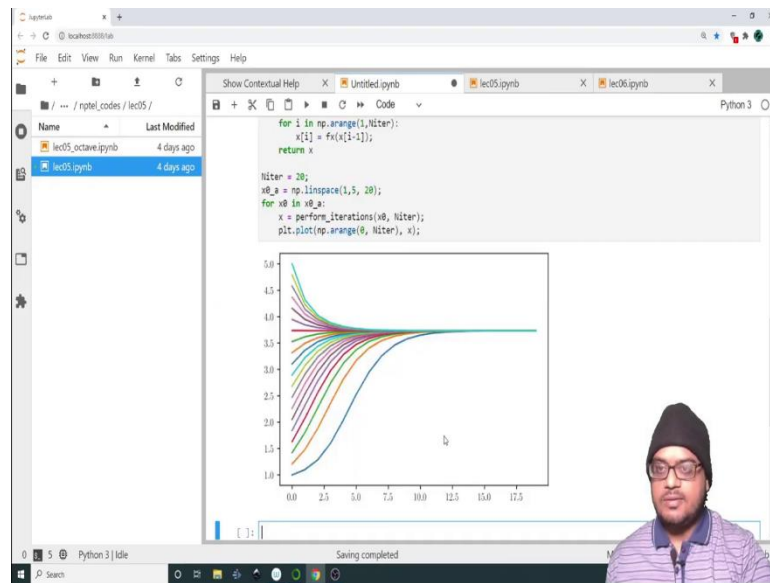 JupyterLab x +
localhost:8888/lab
File Edit View Run Kernel Tabs Settings Help
Show Contextual Help X Untitled.ipynb lec05.ipynb X lec06.ipynb X
/ ··· / nptel_codes / lec05 /
Code
Python 3
Name Last Modified
lec05_octave.ipynb 4 days ago
lec05.ipynb 4 days ago
for i in np.arange(1,Niter):
x[i] = fx(x[i-1]);
return x
Niter = 20;
x0_a = np.linspace(1,5, 20);
for x0 in x0_a:
x = perform_iterations(x0, Niter);
plt.plot(np.arange(0, Niter), x);
5.0
4.5
4.0
3.5
3.0
2.5
2.0
1.5
1.0
0.0 2.5 5.0 7.5 10.0 12.5 15.0 17.5
[ ]:
0 5 Python 3 | Idle Saving completed
Search